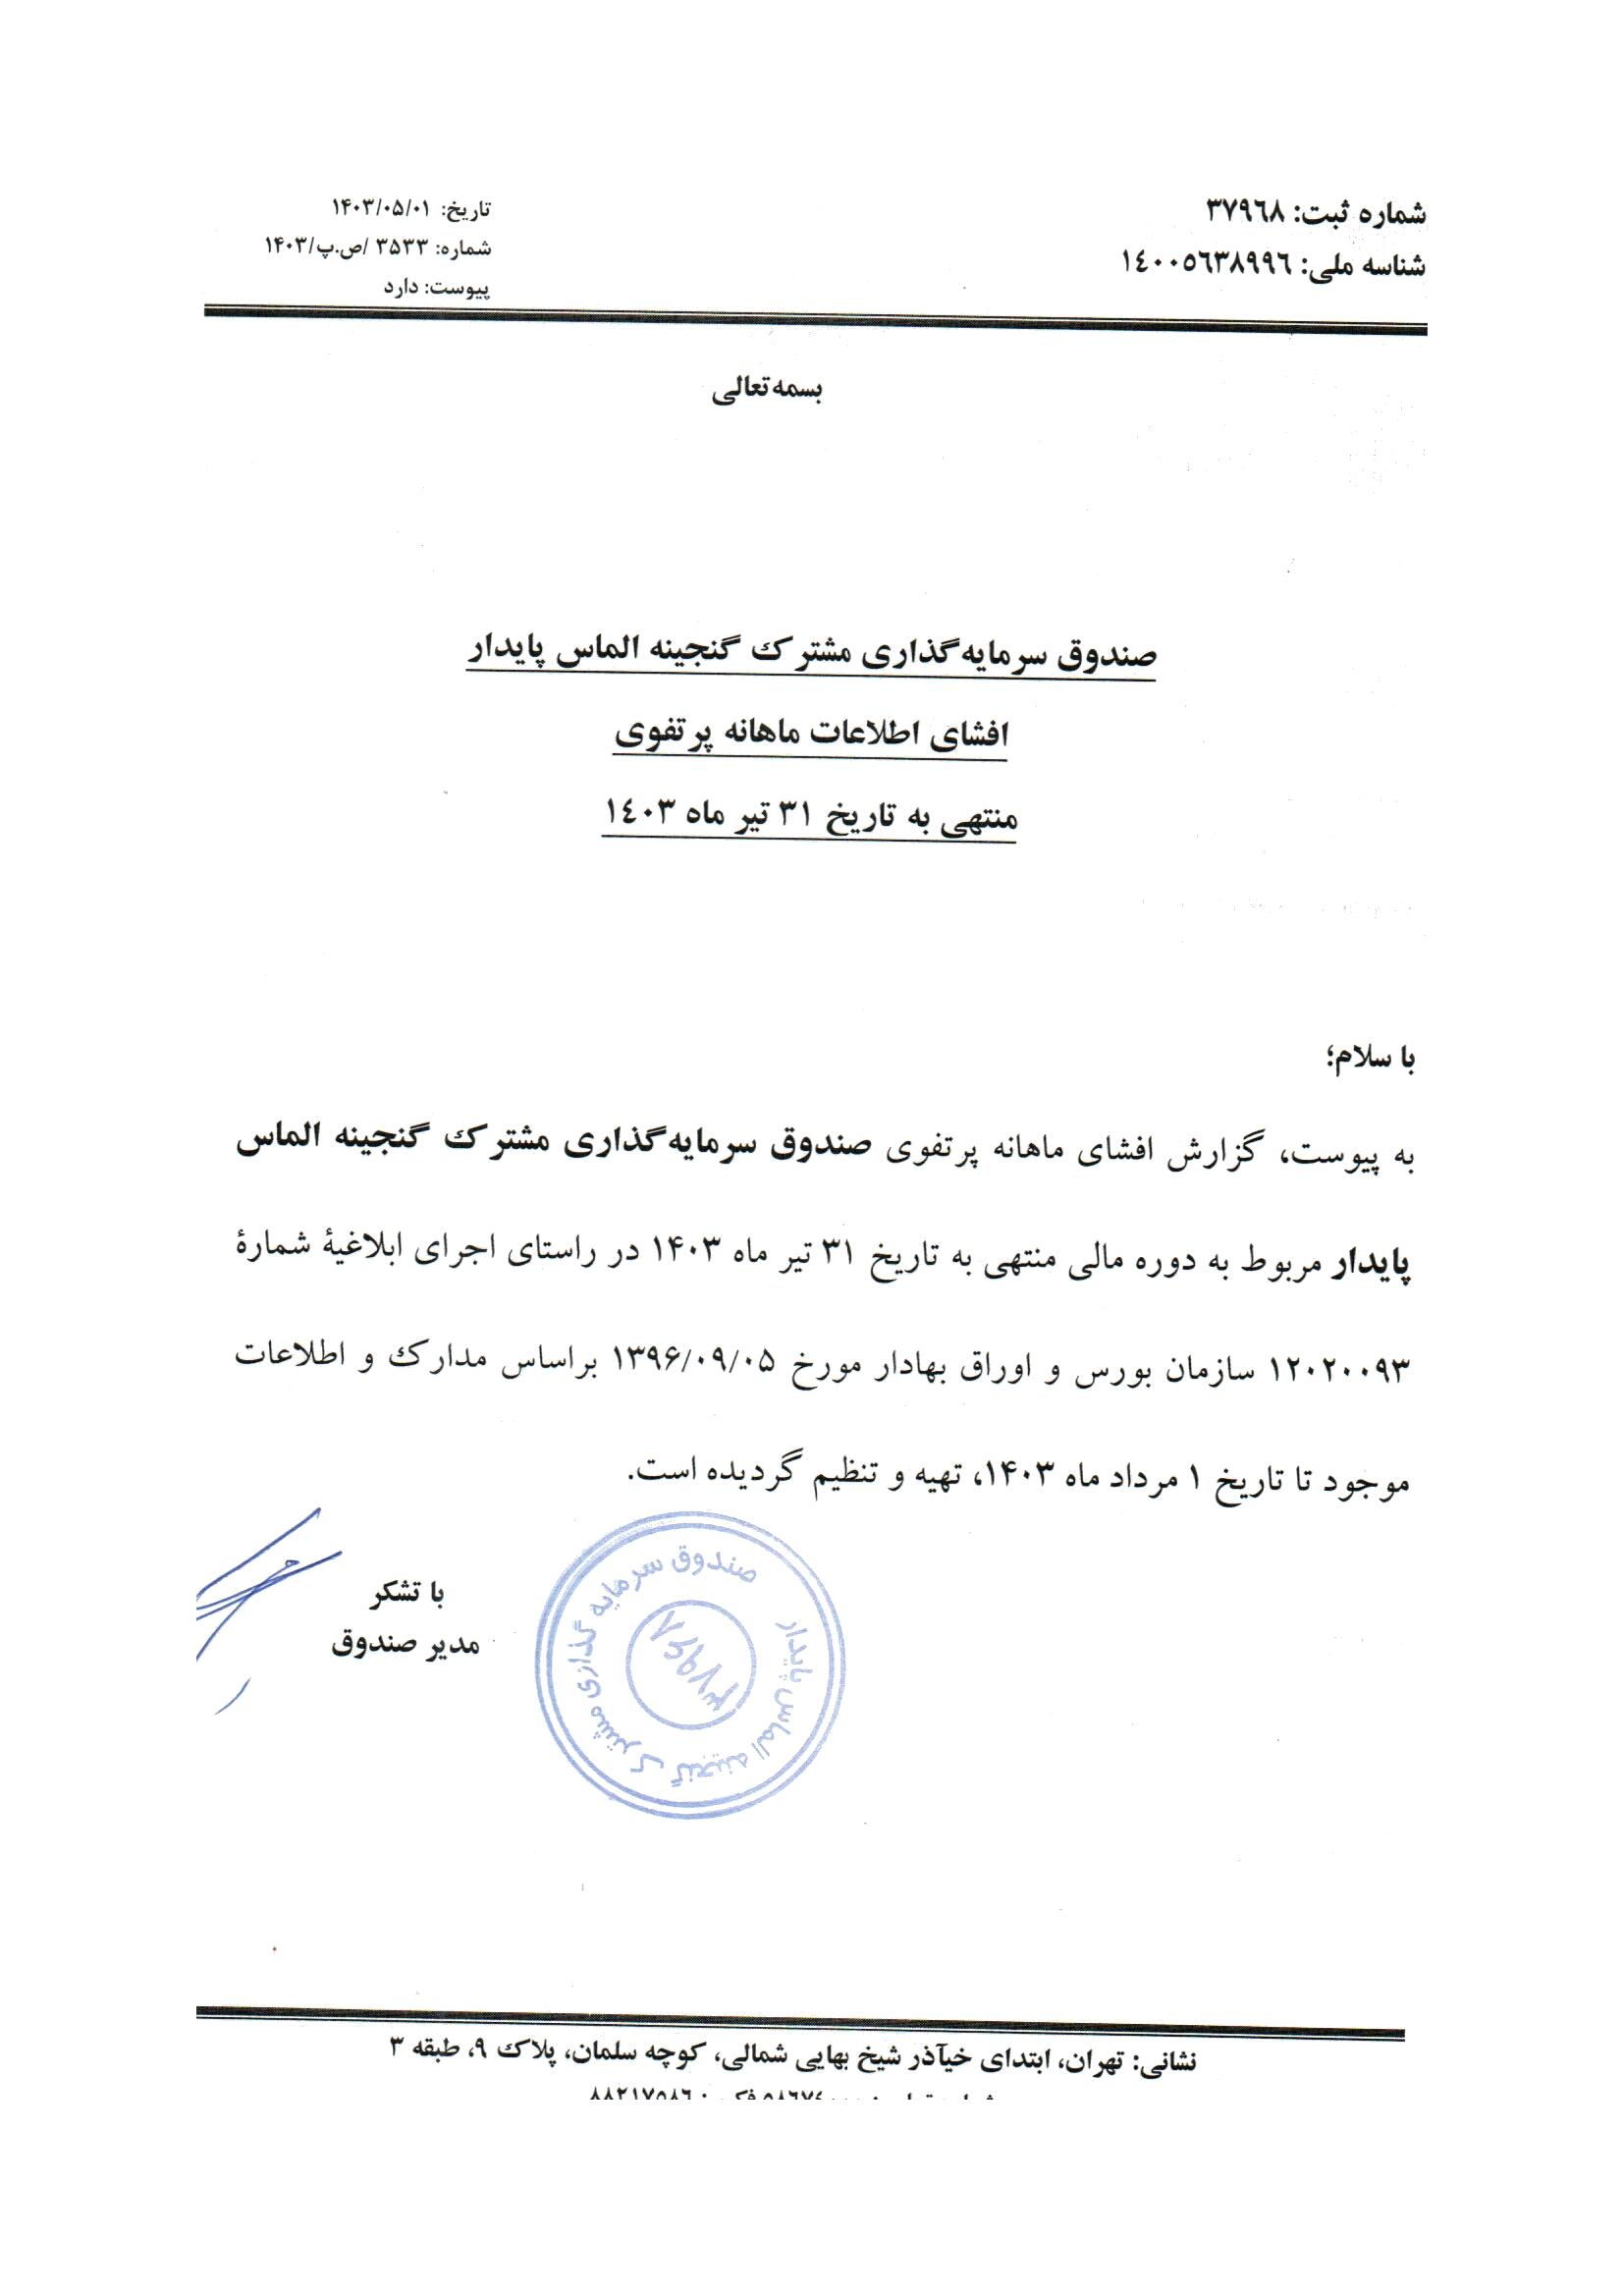 شماره ثبت: ۳۷۹۶۸
شناسه ملی: ۱۴۰۰۵۶۳۸۹۹۶
تاریخ: ۱۴۰۳/۰۵/۰۱
شماره: ۳۵۳۳ /ص.پ/۱۴۰۳
پیوست: دارد
بسمه تعالی
صندوق سرمایه‌گذاری مشترک گنجینه الماس پایدار
افشای اطلاعات ماهانه پرتفوی
منتهی به تاریخ ۳۱ تیر ماه ۱۴۰۳
با سلام؛
به پیوست، گزارش افشای ماهانه پرتفوی صندوق سرمایه‌گذاری مشترک گنجینه الماس
پایدار مربوط به دوره مالی منتهی به تاریخ ۳۱ تیر ماه ۱۴۰۳ در راستای اجرای ابلاغیهٔ شمارهٔ
۱۲۰۲۰۰۹۳ سازمان بورس و اوراق بهادار مورخ ۱۳۹۶/۰۹/۰۵ براساس مدارک و اطلاعات
موجود تا تاریخ ۱ مرداد ماه ۱۴۰۳، تهیه و تنظیم گردیده است.
با تشکر
مدیر صندوق
صندوق سرمایه گذاری مشترک گنجینه الماس پایدار
۳۷۹۶۸
نشانی: تهران، ابتدای خیآذر شیخ بهایی شمالی، کوچه سلمان، پلاک ۹، طبقه ۳